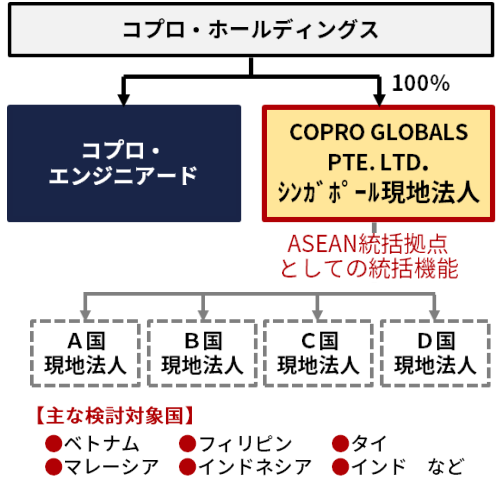 コプロ・ホールディングス
100%
コプロ・
エンジニアード
COPRO GLOBALS
PTE. LTD.
ｼﾝｶﾞﾎﾟｰﾙ現地法人
ASEAN統括拠点
としての統括機能
A国
現地法人
B国
現地法人
C国
現地法人
D国
現地法人
【主な検討対象国】
●ベトナム ●フィリピン ●タイ
●マレーシア ●インドネシア ●インド など